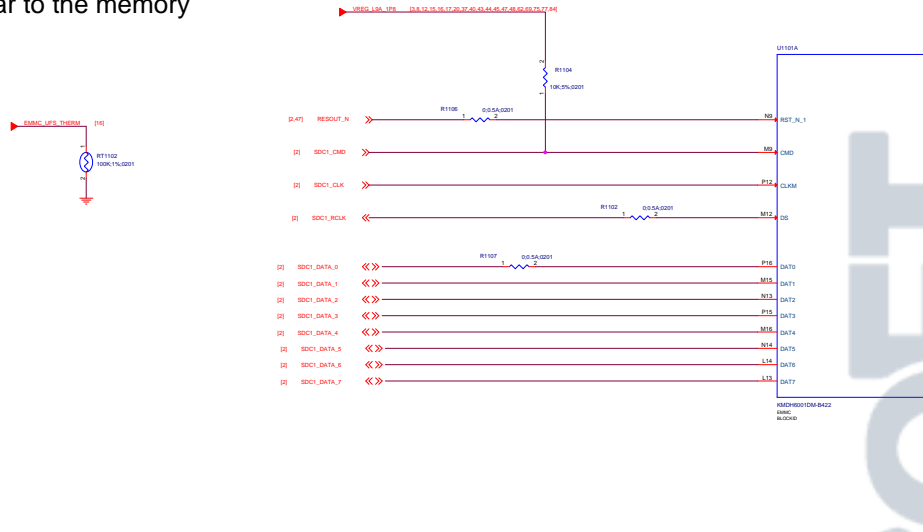 ar to the memory
VREG_L9A_1P8 [3,8,12,15,16,17,20,37,40,43,44,45,47,48,62,69,75,77,84]
U1101A
2
R1104
10K;5%;0201
1
EMMC_UFS_THERM [16]
1
RT1102
100K;1%;0201
2
[2,47] RESOUT_N
R1106 0;0.5A;0201
1 2
N9 RST_N_1
[2] SDC1_CMD M9 CMD
[2] SDC1_CLK P12 CLKM
[2] SDC1_RCLK
R1102 0;0.5A;0201
1 2
M12 DS
R1107 0;0.5A;0201
1 2
[2] SDC1_DATA_0 P16 DAT0
[2] SDC1_DATA_1 M15 DAT1
[2] SDC1_DATA_2 N13 DAT2
[2] SDC1_DATA_3 P15 DAT3
[2] SDC1_DATA_4 M16 DAT4
[2] SDC1_DATA_5 N14 DAT5
[2] SDC1_DATA_6 L14 DAT6
[2] SDC1_DATA_7 L13 DAT7
KMDH6001DM-B422
EMMC
BLOCKID